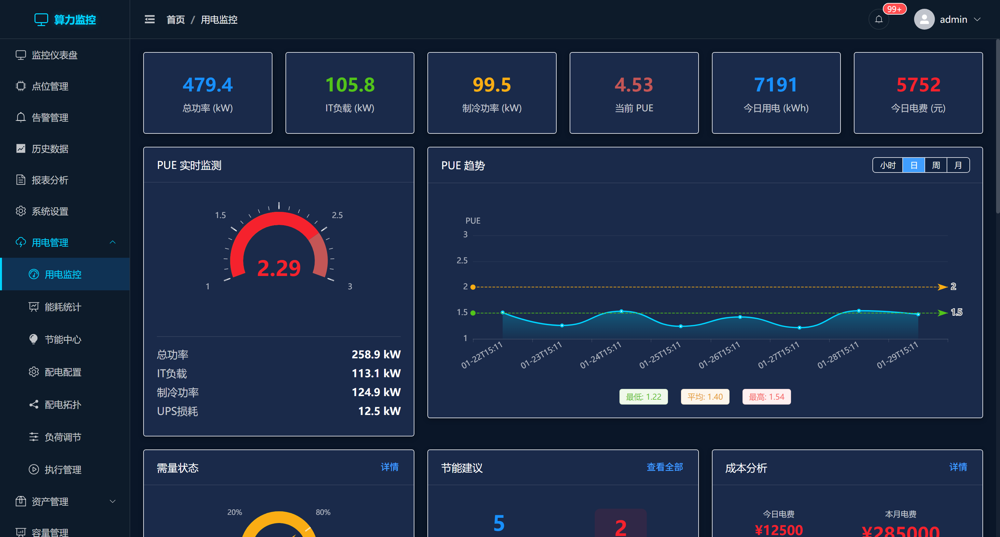 算力监控
首页 / 用电监控
99+
admin
监控仪表盘
点位管理
告警管理
历史数据
报表分析
系统设置
用电管理
用电监控
能耗统计
节能中心
配电配置
配电拓扑
负荷调节
执行管理
资产管理
容量管理
479.4
总功率 (kW)
105.8
IT负载 (kW)
99.5
制冷功率 (kW)
4.53
当前 PUE
7191
今日用电 (kWh)
5752
今日电费 (元)
PUE 实时监测
1.5
2.5
1
3
2.29
总功率 258.9 kW
IT负载 113.1 kW
制冷功率 124.9 kW
UPS损耗 12.5 kW
PUE 趋势
小时 日 周 月
PUE
3
2.5
2
2
1.5
1.5
1
01-22T15:11
01-23T15:11
01-24T15:11
01-25T15:11
01-26T15:11
01-27T15:11
01-28T15:11
01-29T15:11
最低: 1.22
平均: 1.40
最高: 1.54
需量状态 详情
20%
80%
节能建议 查看全部
5
2
成本分析 详情
今日电费
¥12500
本月电费
¥285000